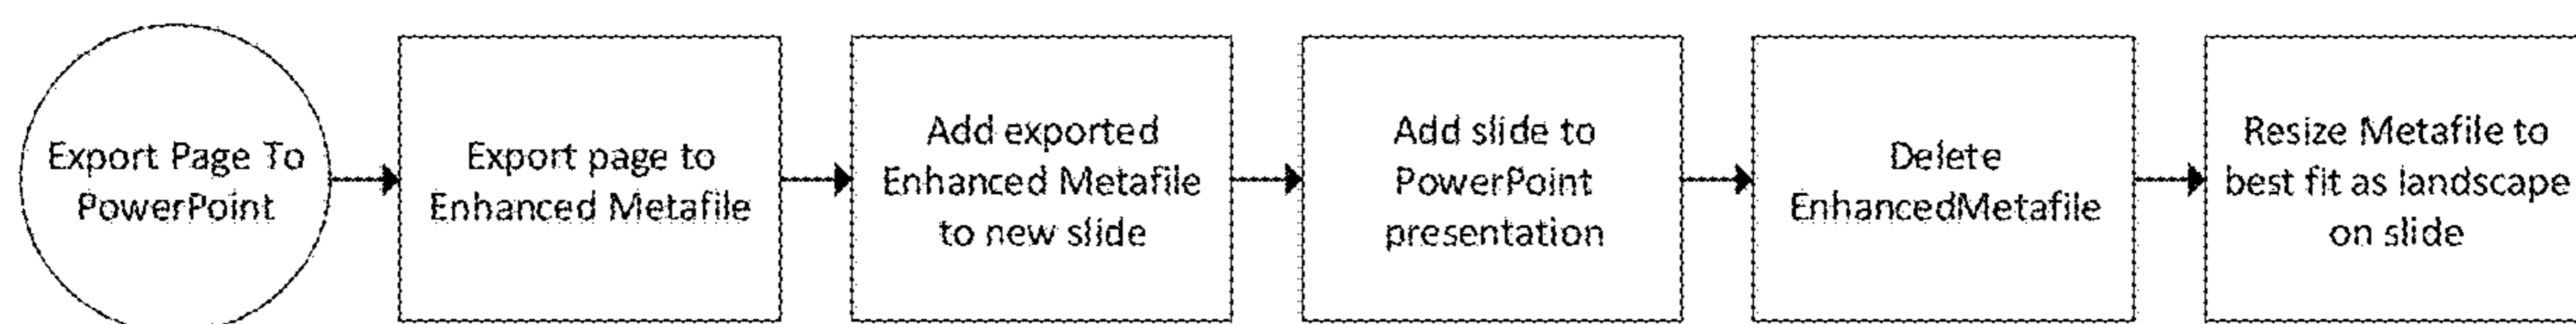 Export Page To
PowerPoint
Export page to
Enhanced Metafile
Add exported
Enhanced Metafile
to new slide
Add slide to
PowerPoint
presentation
Delete
EnhancedMetafile
Resize Metafile to
best fit as landscape
on slide